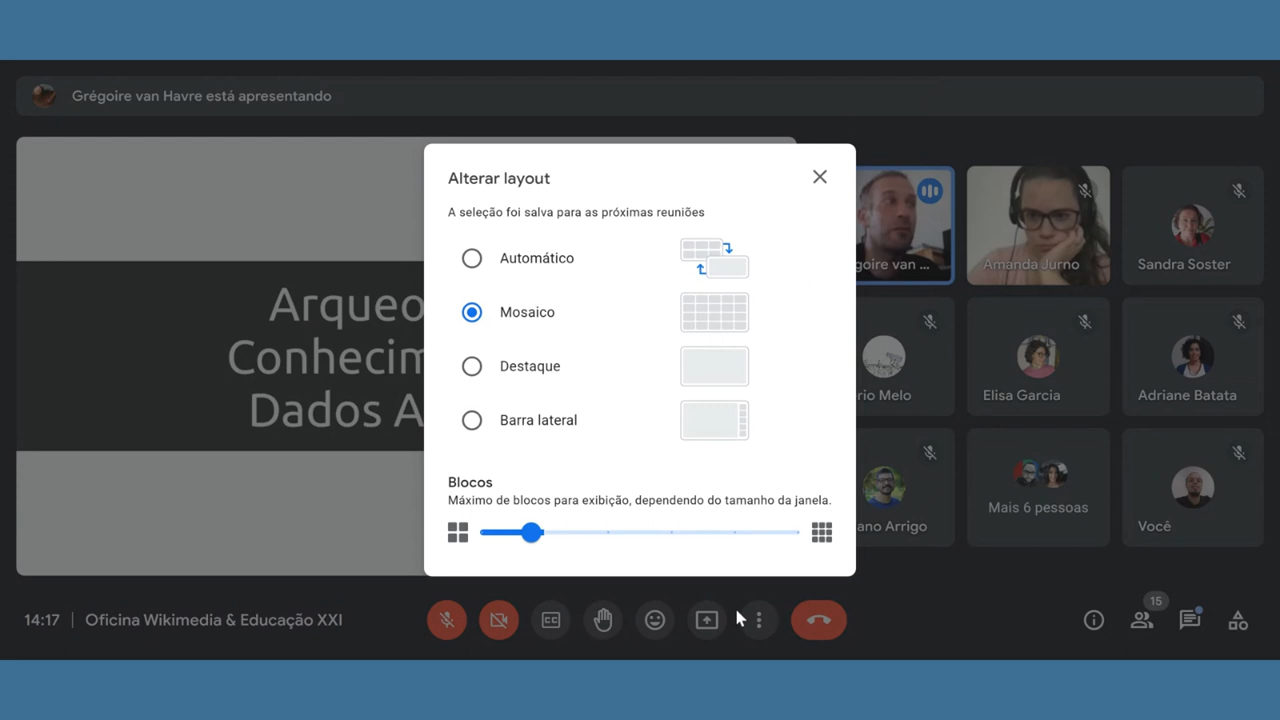 Grégoire van Havre está apresentando
Arqueo
Conhecim
Dados A
Alterar layout
A seleção foi salva para as próximas reuniões
Automático
Mosaico
Destaque
Barra lateral
Blocos
Máximo de blocos para exibição, dependendo do tamanho da janela.
goire van ...
Amanda Jurno
Sandra Soster
rio Melo
Elisa Garcia
Adriane Batata
ano Arrigo
Mais 6 pessoas
Você
14:17 | Oficina Wikimedia & Educação XXI
CC
15